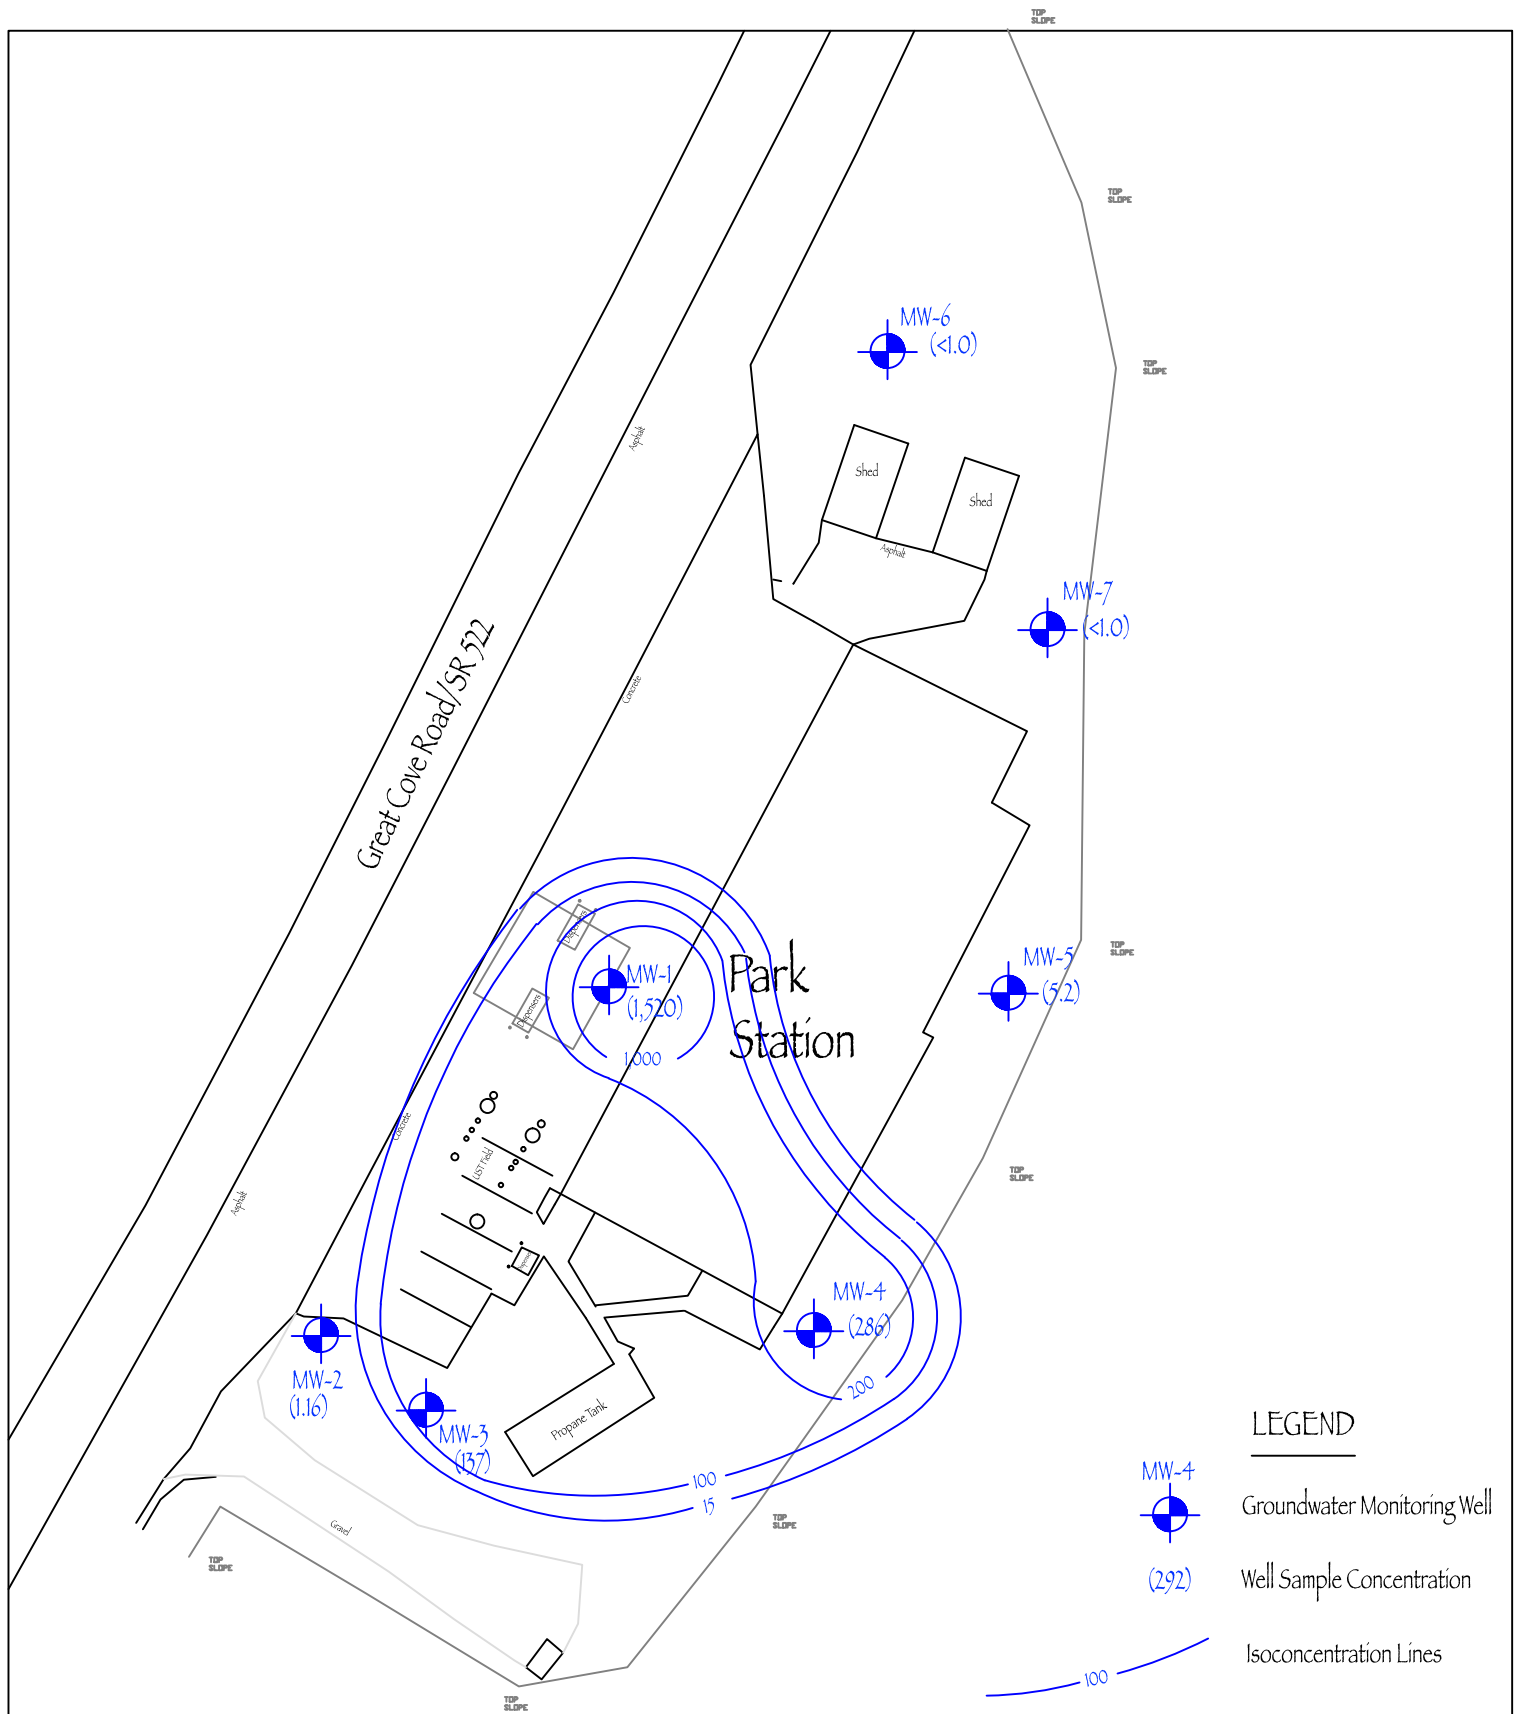 TOP
SLOPE
TOP
SLOPE
TOP
SLOPE
MW-6
(<1.0)
Asphalt
Shed
Shed
Asphalt
MW-7
(<1.0)
Great Cove Road/SR 522
Concrete
Dispensers
MW-1
(1,520)
Dispensers
1,000
Park
Station
MW-5
(5.2)
TOP
SLOPE
Concrete
UST Field
Asphalt
TOP
SLOPE
Dispenser
MW-4
(286)
200
MW-2
(1.16)
MW-3
(137)
Propane Tank
100
15
TOP
SLOPE
Gravel
TOP
SLOPE
TOP
SLOPE
LEGEND
MW-4
Groundwater Monitoring Well
(292)
Well Sample Concentration
Isoconcentration Lines
100